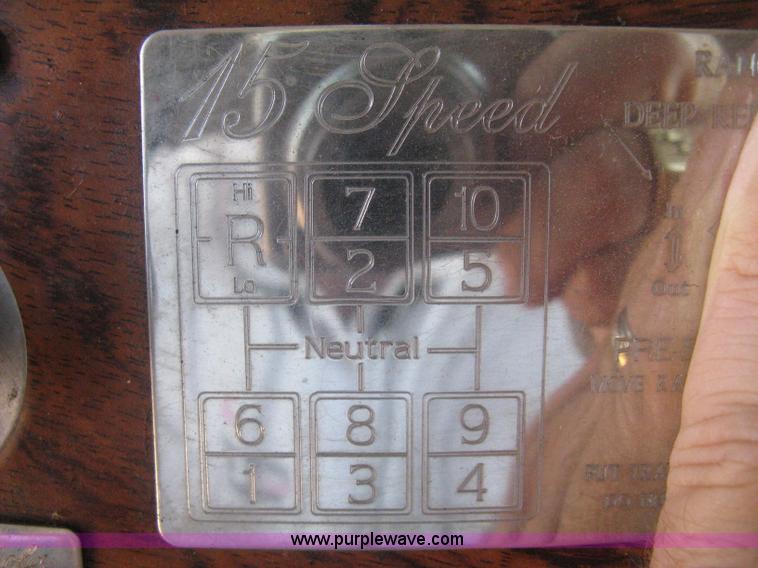 15 Speed
DEEP
Hi
R
Lo
7
2
10
5
In
Out
Neutral
MOVE
6
1
8
3
9
4
www.purplewave.com